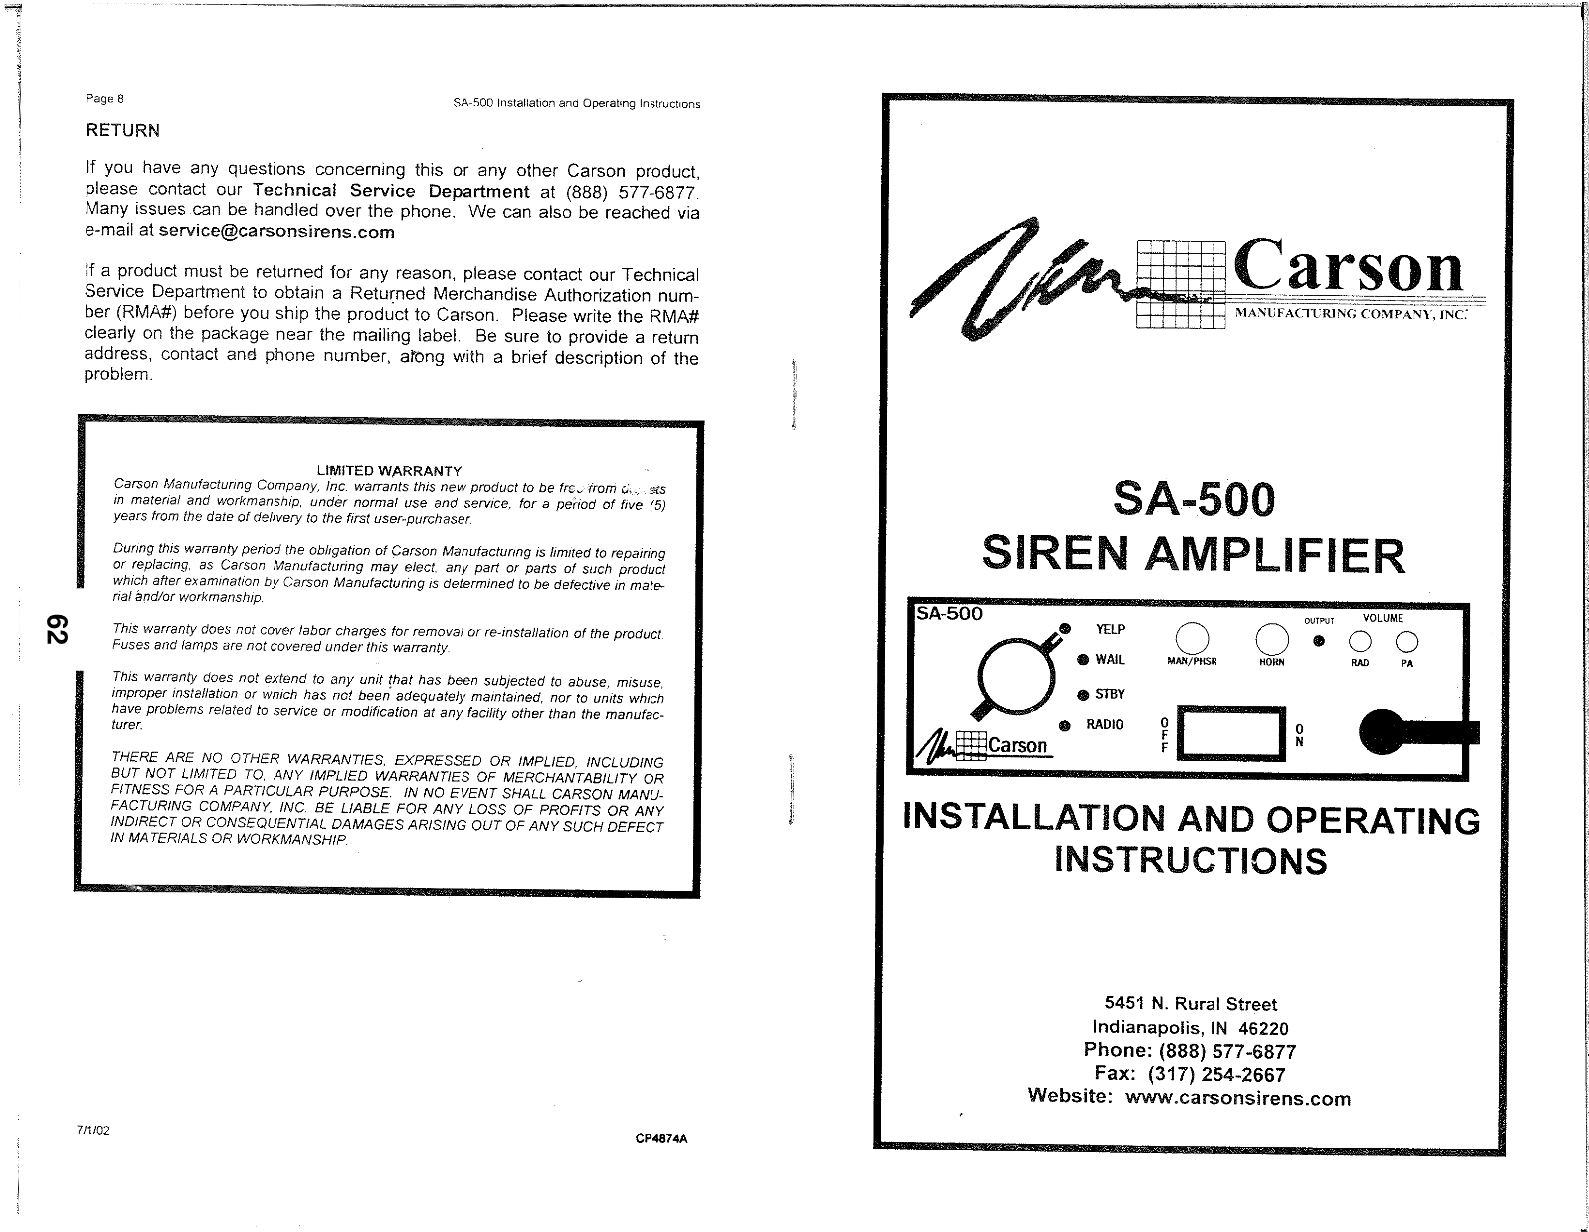 Page 8
SA-500 Installation and Operating Instructions
RETURN
If you have any questions concerning this or any other Carson product,
please contact our Technical Service Department at (888) 577-6877.
Many issues can be handled over the phone. We can also be reached via
e-mail at service@carsonsirens.com
If a product must be returned for any reason, please contact our Technical
Service Department to obtain a Returned Merchandise Authorization num-
ber (RMA#) before you ship the product to Carson. Please write the RMA#
clearly on the package near the mailing label. Be sure to provide a return
address, contact and phone number, along with a brief description of the
problem.
LIMITED WARRANTY
Carson Manufacturing Company, Inc. warrants this new product to be free from
in material and workmanship, under normal use and service, for a period of five (5)
years from the date of delivery to the first user-purchaser.
During this warranty period the obligation of Carson Manufacturing is limited to repairing
or replacing, as Carson Manufacturing may elect, any part or parts of such product
which after examination by Carson Manufacturing is determined to be defective in mate-
rial and/or workmanship.
This warranty does not cover labor charges for removal or re-installation of the product.
Fuses and lamps are not covered under this warranty.
This warranty does not extend to any unit that has been subjected to abuse, misuse,
improper installation or which has not been adequately maintained, nor to units which
have problems related to service or modification at any facility other than the manufac-
turer.
THERE ARE NO OTHER WARRANTIES, EXPRESSED OR IMPLIED, INCLUDING
BUT NOT LIMITED TO, ANY IMPLIED WARRANTIES OF MERCHANTABILITY OR
FITNESS FOR A PARTICULAR PURPOSE. IN NO EVENT SHALL CARSON MANU-
FACTURING COMPANY, INC. BE LIABLE FOR ANY LOSS OF PROFITS OR ANY
INDIRECT OR CONSEQUENTIAL DAMAGES ARISING OUT OF ANY SUCH DEFECT
IN MATERIALS OR WORKMANSHIP.
62
7/1/02
CP4874A
Carson
MANUFACTURING COMPANY, INC.
SA-500
SIREN AMPLIFIER
SA-500
YELP
WAIL
STBY
RADIO
MAN/PHSR
HORN
OUTPUT
VOLUME
RAD
PA
OFF
ON
Carson
INSTALLATION AND OPERATING
INSTRUCTIONS
5451 N. Rural Street
Indianapolis, IN 46220
Phone: (888) 577-6877
Fax: (317) 254-2667
Website: www.carsonsirens.com